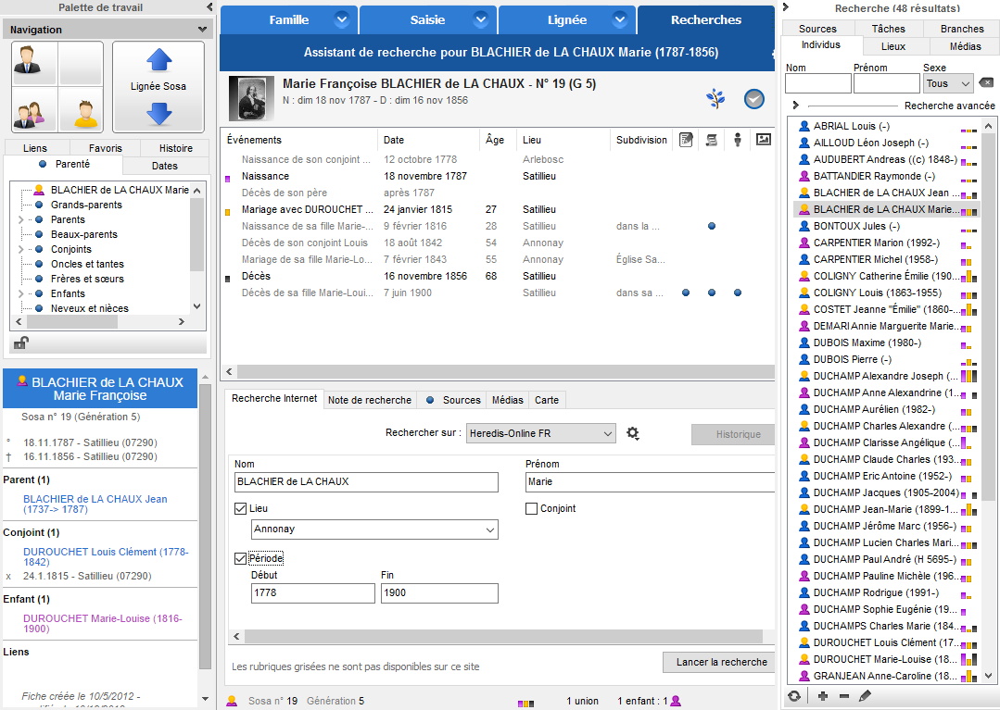 Palette de travail
Navigation
Lignée Sosa
Liens Favoris Histoire
Parenté Dates
BLACHIER de LA CHAUX Marie
Grands-parents
Parents
Beaux-parents
Conjoints
Oncles et tantes
Frères et sœurs
Enfants
Neveux et nièces
BLACHIER de LA CHAUX
Marie Françoise
Sosa n° 19 (Génération 5)
° 18.11.1787 - Satillieu (07290)
† 16.11.1856 - Satillieu (07290)
Parent (1)
BLACHIER de LA CHAUX Jean
(1737-> 1787)
Conjoint (1)
DUROUCHET Louis Clément (1778-
1842)
x 24.1.1815 - Satillieu (07290)
Enfant (1)
DUROUCHET Marie-Louise (1816-
1900)
Liens
Fiche créée le 10/5/2012 -
Famille Saisie Lignée Recherches
Assistant de recherche pour BLACHIER de LA CHAUX Marie (1787-1856)
Marie Françoise BLACHIER de LA CHAUX - N° 19 (G 5)
N : dim 18 nov 1787 - D : dim 16 nov 1856
Événements Date Âge Lieu Subdivision
Naissance de son conjoint ... 12 octobre 1778 Arlebosc
Naissance 18 novembre 1787 Satillieu
Décès de son père après 1787
Mariage avec DUROUCHET ... 24 janvier 1815 27 Satillieu
Naissance de sa fille Marie-... 9 février 1816 28 Satillieu dans la ...
Décès de son conjoint Louis 18 août 1842 54 Annonay
Mariage de sa fille Marie-Lo... 7 février 1843 55 Annonay Église Sa...
Décès 16 novembre 1856 68 Satillieu
Décès de sa fille Marie-Loui... 7 juin 1900 Satillieu dans sa ...
Recherche Internet Note de recherche Sources Médias Carte
Rechercher sur : Heredis-Online FR Historique
Nom Prénom
BLACHIER de LA CHAUX Marie
Lieu Conjoint
Annonay
Période
Début Fin
1778 1900
Les rubriques grisées ne sont pas disponibles sur ce site
Lancer la recherche
Sosa n° 19 Génération 5 1 union 1 enfant : 1
Recherche (48 résultats)
Sources Tâches Branches
Individus Lieux Médias
Nom Prénom Sexe
Tous
Recherche avancée
ABRIAL Louis (-)
AILLOUD Léon Joseph (-)
AUDUBERT Andreas ((c) 1848-)
BATTANDIER Raymonde (-)
BLACHIER de LA CHAUX Jean ...
BLACHIER de LA CHAUX Marie...
BONTOUX Jules (-)
CARPENTIER Marion (1992-)
CARPENTIER Michel (1958-)
COLIGNY Catherine Émilie (190...
COLIGNY Louis (1863-1955)
COSTET Jeanne "Émilie" (1860-...
DEMARI Annie Marguerite Marie...
DUBOIS Maxime (1980-)
DUBOIS Pierre (-)
DUCHAMP Alexandre Joseph (...
DUCHAMP Anne Alexandrine (1...
DUCHAMP Aurélien (1982-)
DUCHAMP Charles Alexandre (...
DUCHAMP Clarisse Angélique (...
DUCHAMP Claude Charles (193...
DUCHAMP Eric Antoine (1952-)
DUCHAMP Jacques (1905-2004)
DUCHAMP Jean-Marie (1899-1...
DUCHAMP Jérôme Marc (1956-)
DUCHAMP Lucien Charles Mari...
DUCHAMP Paul André (H 5695-)
DUCHAMP Pauline Michèle (196...
DUCHAMP Rodrigue (1991-)
DUCHAMP Sophie Eugénie (19...
DUCHAMPS Charles Marie (184...
DUROUCHET Louis Clément (17...
DUROUCHET Marie-Louise (18...
GRANJEAN Anne-Caroline (18...